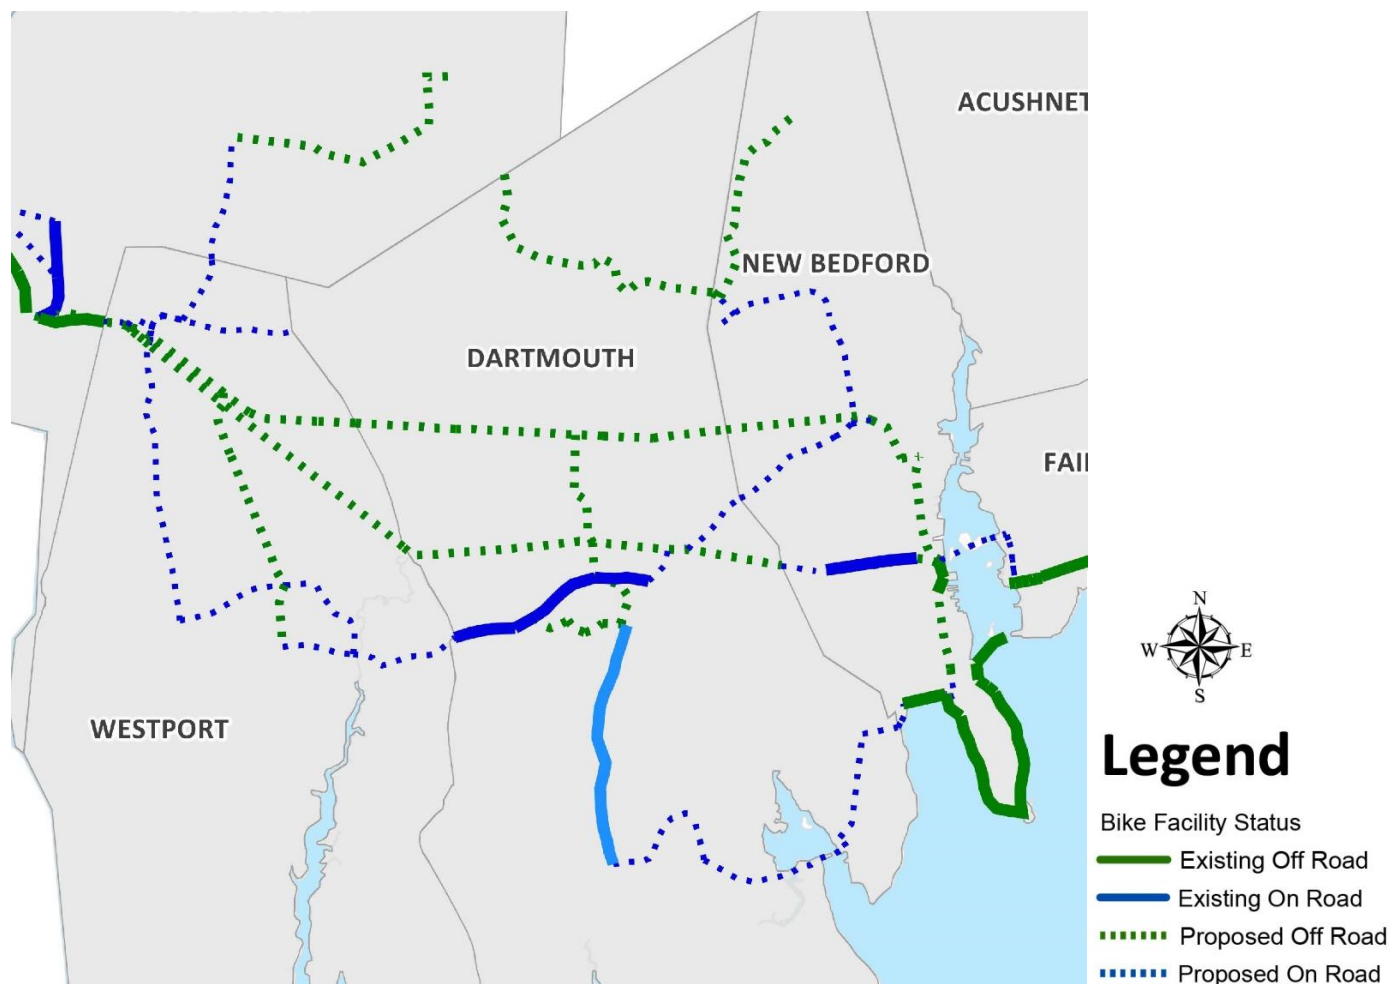 ACUSHNET
NEW BEDFORD
DARTMOUTH
FAI
WESTPORT
N
W E
S
Legend
Bike Facility Status
Existing Off Road
Existing On Road
Proposed Off Road
Proposed On Road